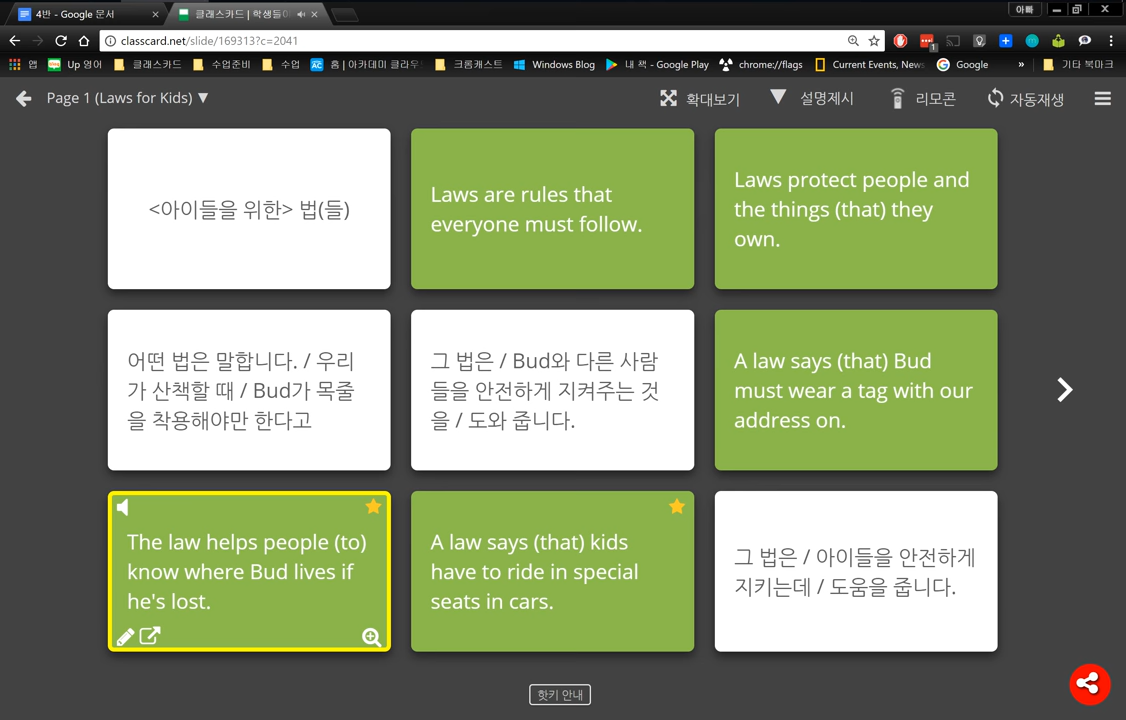 4반 - Google 문서
클래스카드 | 학생들이
아빠
classcard.net/slide/169313?c=2041
앱
Up 영어
클래스카드
수업준비
수업
홈 | 아카데미 클라우
크롬캐스트
Windows Blog
내 책 - Google Play
chrome://flags
Current Events, News
Google
»
기타 북마크
Page 1 (Laws for Kids) ▼
확대보기
설명제시
리모콘
자동재생
<아이들을 위한> 법(들)
Laws are rules that
everyone must follow.
Laws protect people and
the things (that) they
own.
어떤 법은 말합니다. / 우리
가 산책할 때 / Bud가 목줄
을 착용해야만 한다고
그 법은 / Bud와 다른 사람
들을 안전하게 지켜주는 것
을 / 도와 줍니다.
A law says (that) Bud
must wear a tag with our
address on.
The law helps people (to)
know where Bud lives if
he's lost.
A law says (that) kids
have to ride in special
seats in cars.
그 법은 / 아이들을 안전하게
지키는데 / 도움을 줍니다.
핫키 안내